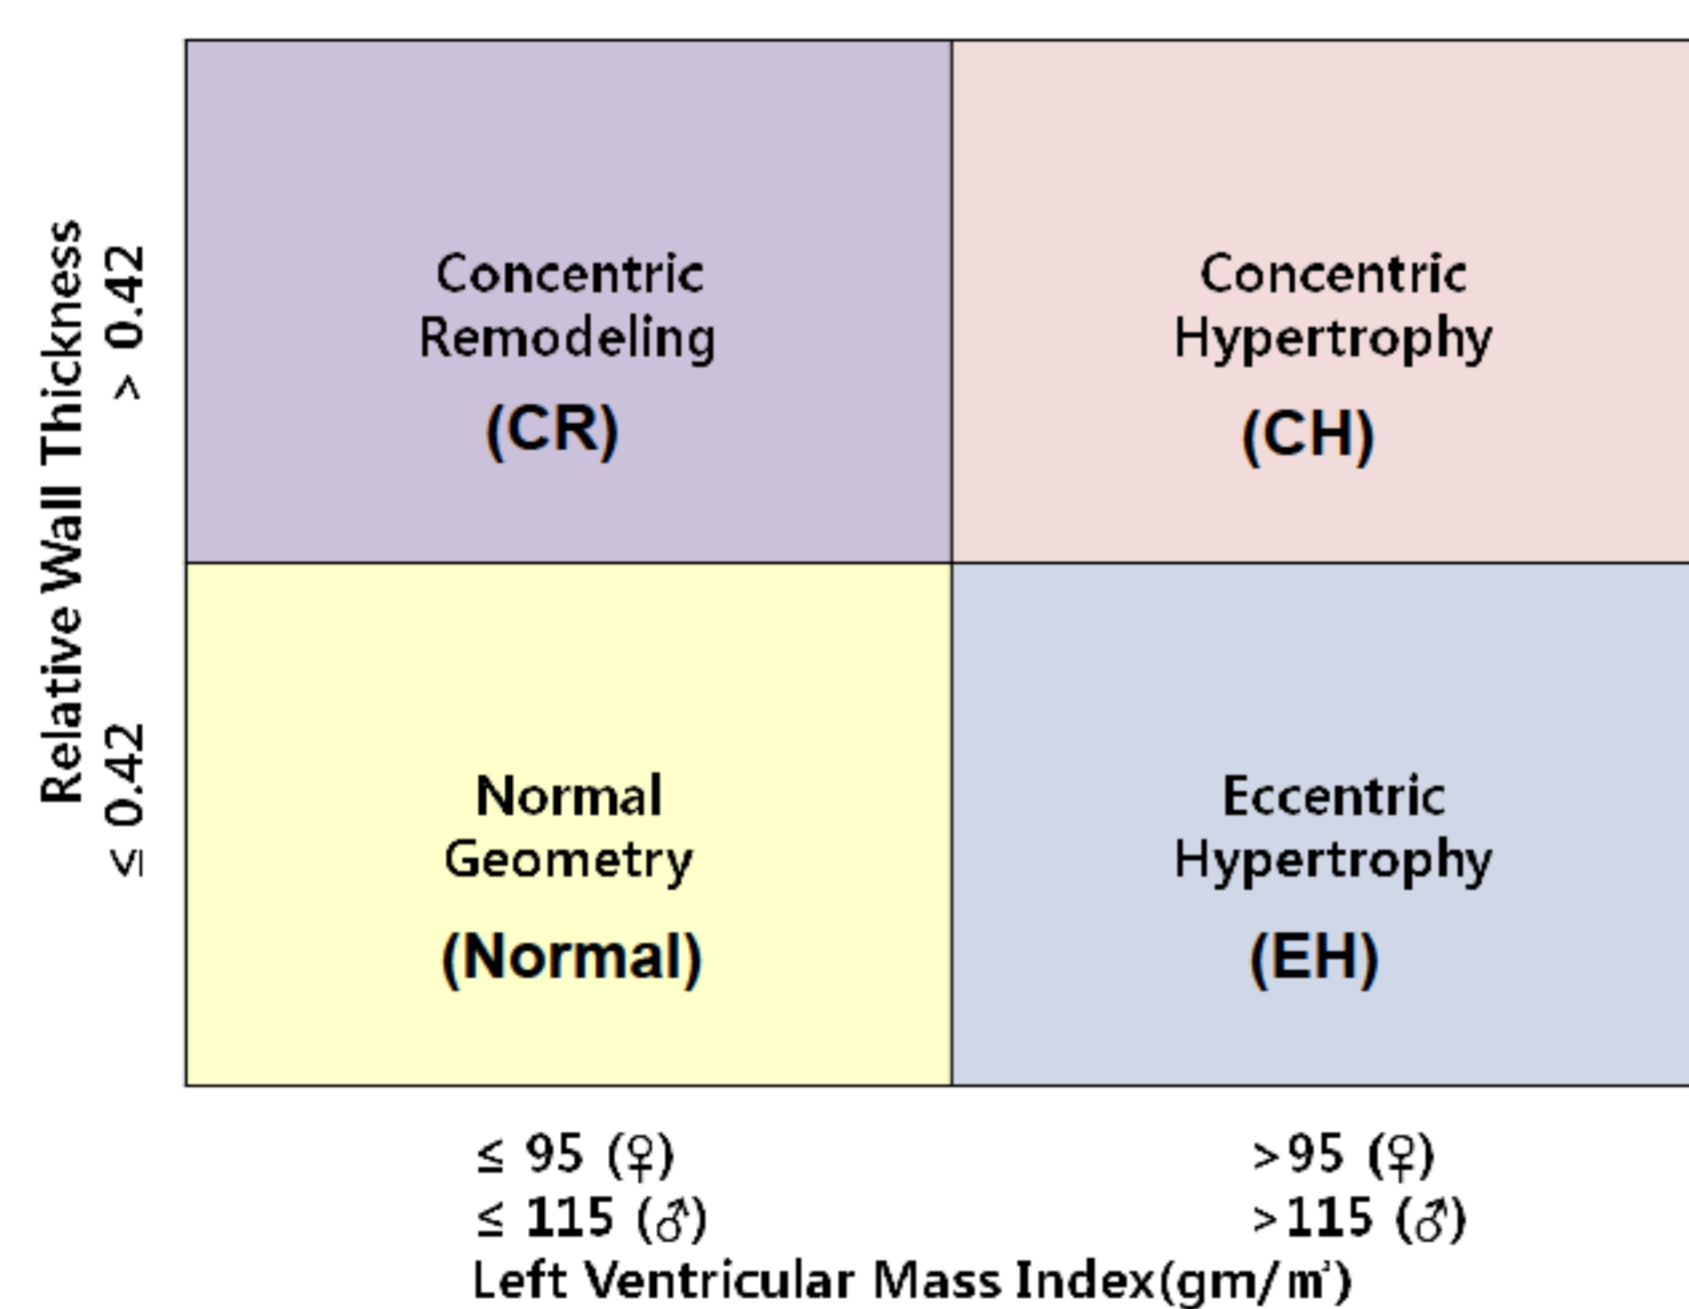 Relative Wall Thickness
> 0.42
≤ 0.42
Concentric
Remodeling
(CR)
Concentric
Hypertrophy
(CH)
Normal
Geometry
(Normal)
Eccentric
Hypertrophy
(EH)
≤ 95 (♀)
≤ 115 (♂)
>95 (♀)
>115 (♂)
Left Ventricular Mass Index(gm/㎡)